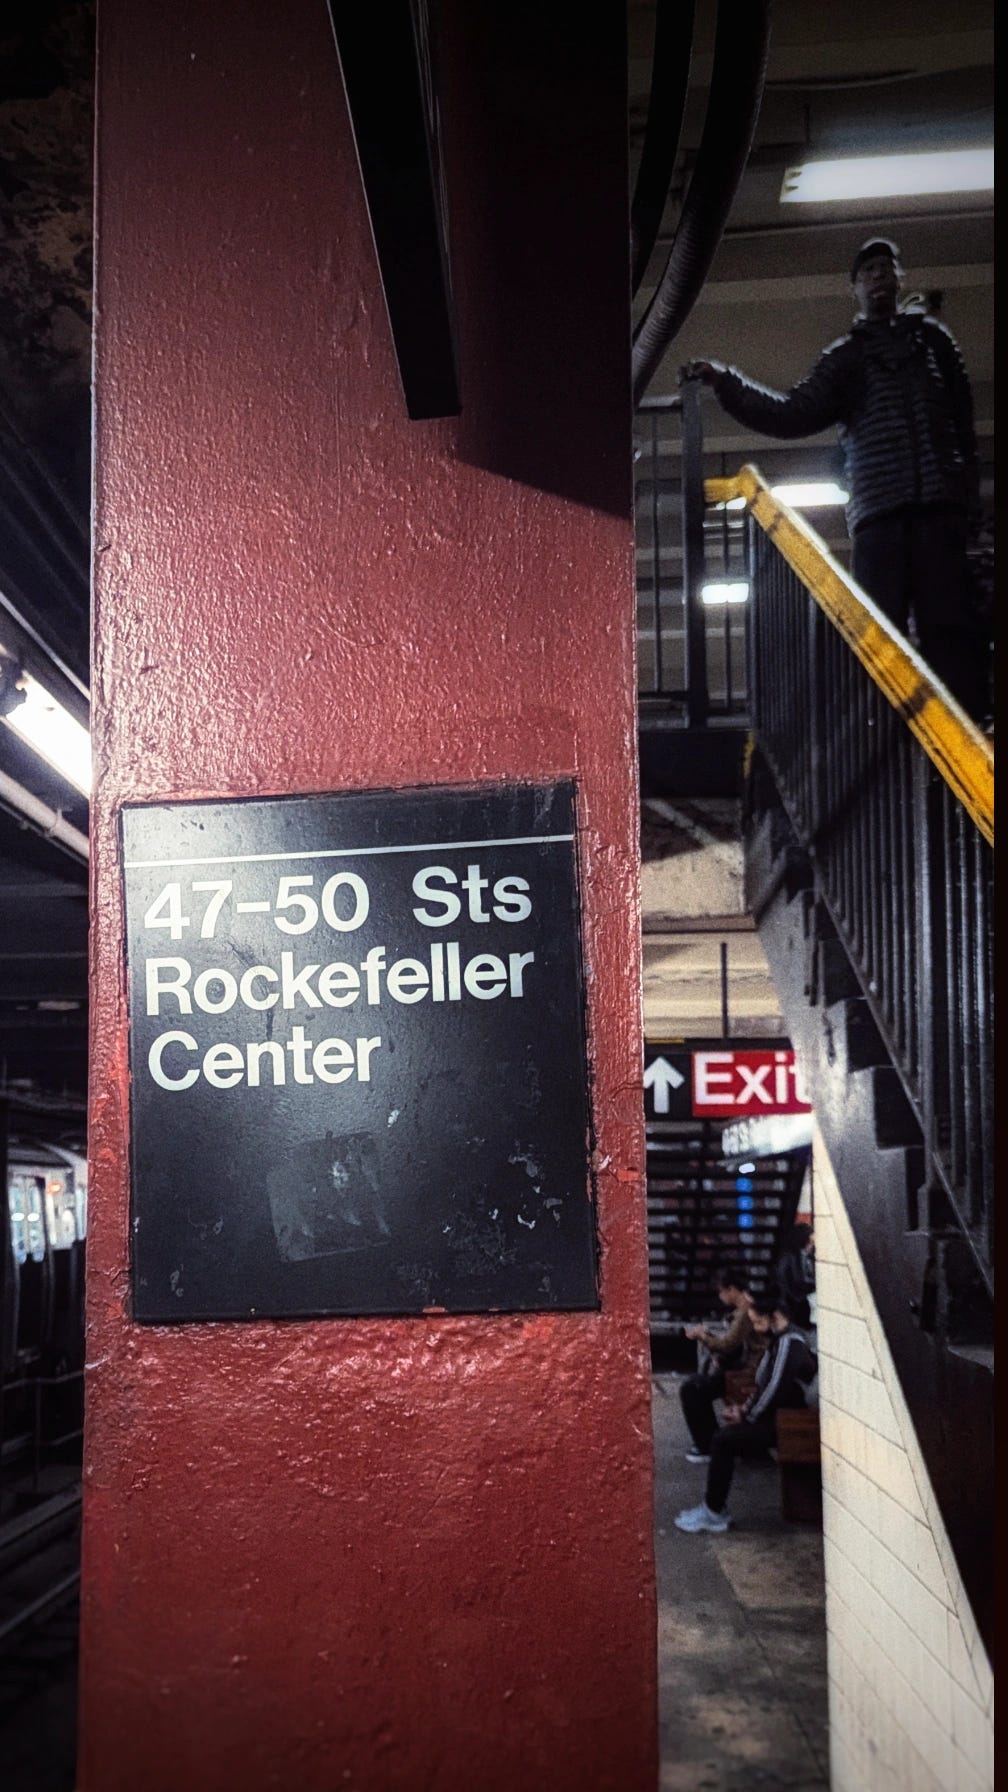 47-50 Sts
Rockefeller
Center
Exit